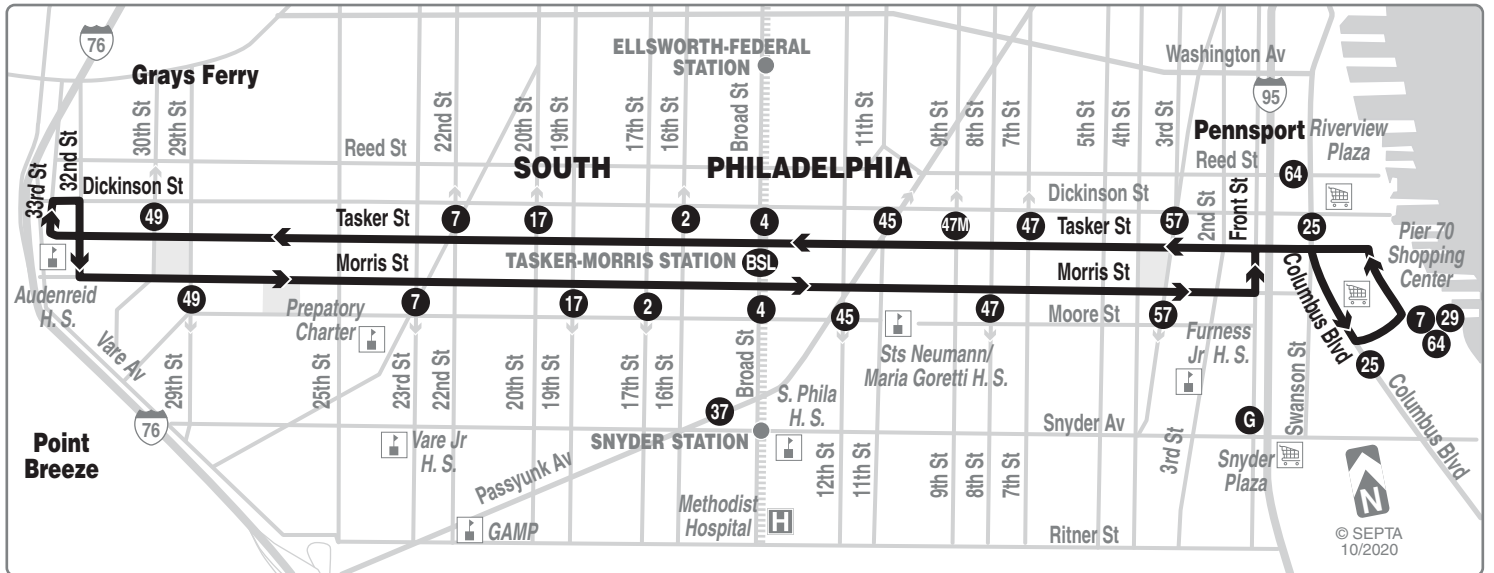 76
Grays Ferry
ELLSWORTH-FEDERAL
STATION
Washington Av
95
30th St
29th St
22nd St
20th St
19th St
17th St
16th St
Broad St
11th St
9th St
8th St
7th St
5th St
4th St
3rd St
Pennsport
Riverview
Plaza
Reed St
SOUTH PHILADELPHIA
Reed St
64
33rd St
32nd St
Dickinson St
Dickinson St
2nd St
Front St
49
Tasker St
7
17
2
4
45
47M
47
Tasker St
57
25
Pier 70
Shopping
Center
Morris St
TASKER-MORRIS STATION
BSL
Morris St
Columbus Blvd
Audenreid
H. S.
49
Prepatory
Charter
7
17
2
4
45
47
Moore St
57
7
29
64
Vare Av
Sts Neumann/
Maria Goretti H. S.
Furness
Jr H. S.
25
29th St
25th St
23rd St
22nd St
20th St
19th St
17th St
16th St
Broad St
S. Phila
H. S.
Swanson St
Columbus Blvd
37
76
Point
Breeze
Vare Jr
H. S.
SNYDER STATION
Snyder Av
G
Passyunk Av
12th St
11th St
9th St
8th St
7th St
3rd St
Snyder
Plaza
Methodist
Hospital
H
GAMP
Ritner St
N
© SEPTA
10/2020